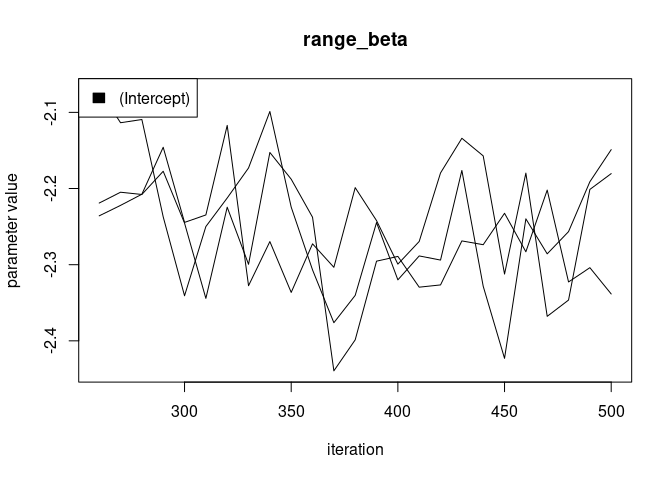 range_beta
(Intercept)
parameter value
-2.1
-2.2
-2.3
-2.4
300 350 400 450 500
iteration